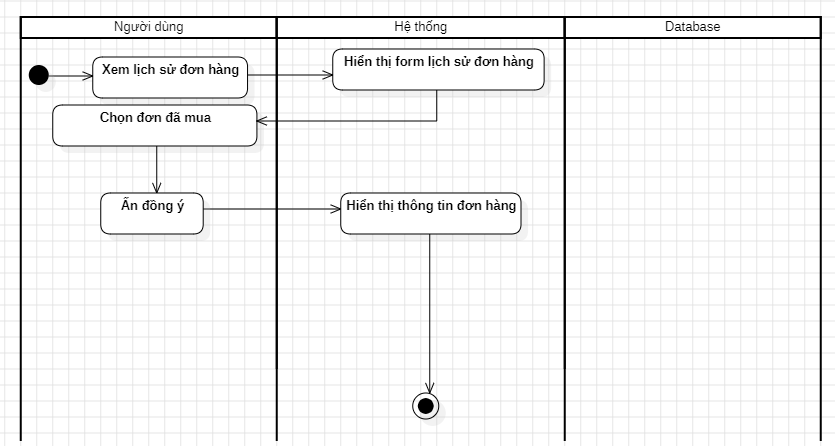 Người dùng
Hệ thống
Database
Xem lịch sử đơn hàng
Hiển thị form lịch sử đơn hàng
Chọn đơn đã mua
Ấn đồng ý
Hiển thị thông tin đơn hàng